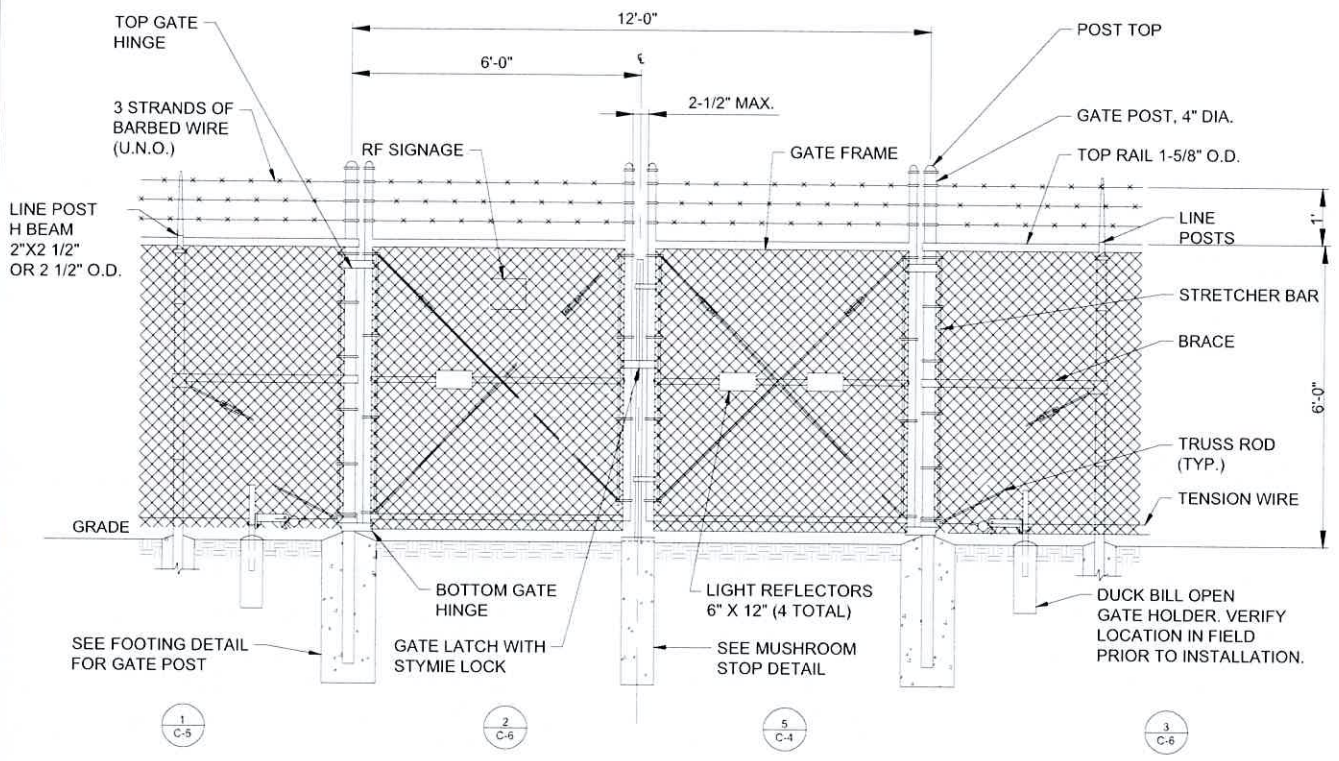 12'-0"
TOP GATE
HINGE
POST TOP
6'-0"
℄
2-1/2" MAX.
3 STRANDS OF
BARBED WIRE
(U.N.O.)
GATE POST, 4" DIA.
RF SIGNAGE
GATE FRAME
TOP RAIL 1-5/8" O.D.
LINE POST
H BEAM
2"X2 1/2"
OR 2 1/2" O.D.
1'
LINE
POSTS
STRETCHER BAR
BRACE
6'-0"
TRUSS ROD
(TYP.)
TENSION WIRE
GRADE
BOTTOM GATE
HINGE
LIGHT REFLECTORS
6" X 12" (4 TOTAL)
DUCK BILL OPEN
GATE HOLDER. VERIFY
LOCATION IN FIELD
PRIOR TO INSTALLATION.
SEE FOOTING DETAIL
FOR GATE POST
GATE LATCH WITH
STYMIE LOCK
SEE MUSHROOM
STOP DETAIL
1
C-5
2
C-6
5
C-4
3
C-6